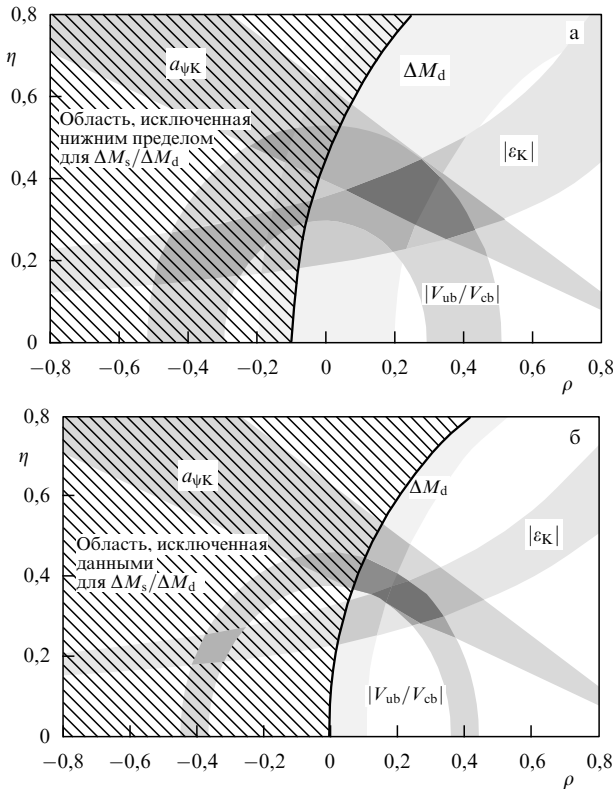 0,8
а
η
a_ψK
ΔM_d
0,6
Область, исключенная
нижним пределом
для ΔM_s/ΔM_d
|ε_K|
0,4
0,2
|V_ub/V_cb|
0
−0,8 −0,6 −0,4 −0,2 0 0,2 0,4 0,6 0,8
ρ
0,8
б
η
a_ψK
ΔM_d
0,6
Область, исключенная
данными
для ΔM_s/ΔM_d
|ε_K|
0,4
0,2
|V_ub/V_cb|
0
−0,8 −0,6 −0,4 −0,2 0 0,2 0,4 0,6 0,8
ρ